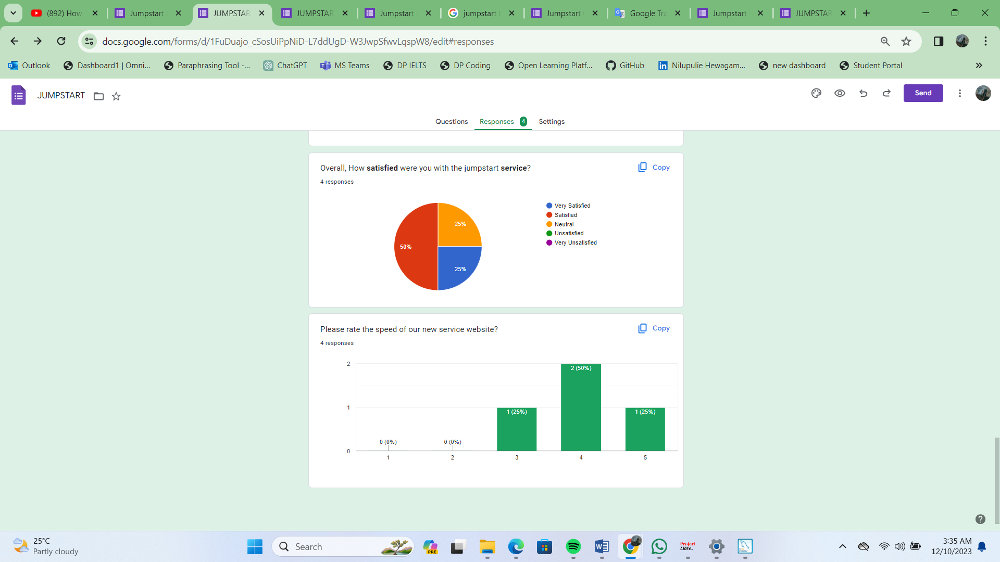 (892) How
Jumpstart
JUMPSTAR
JUMPSTAR
Jumpstart
jumpstart
Jumpstart
Google Tra
Jumpstart
JUMPSTAR
docs.google.com/forms/d/1FuDuajo_cSosUiPpNiD-L7ddUgD-W3JwpSfwvLqspW8/edit#responses
Outlook
Dashboard1 | Omni...
Paraphrasing Tool -...
ChatGPT
MS Teams
DP IELTS
DP Coding
Open Learning Platf...
GitHub
Nilupulie Hewagam...
new dashboard
Student Portal
JUMPSTART
Send
Questions
Responses 4
Settings
Overall, How satisfied were you with the jumpstart service?
Copy
4 responses
25%
50%
25%
Very Satisfied
Satisfied
Neutral
Unsatisfied
Very Unsatisfied
Please rate the speed of our new service website?
Copy
4 responses
2
1
0
0 (0%)
0 (0%)
1 (25%)
2 (50%)
1 (25%)
1
2
3
4
5
25°C
Partly cloudy
Search
PRE
Project
Libre.
3:35 AM
12/10/2023